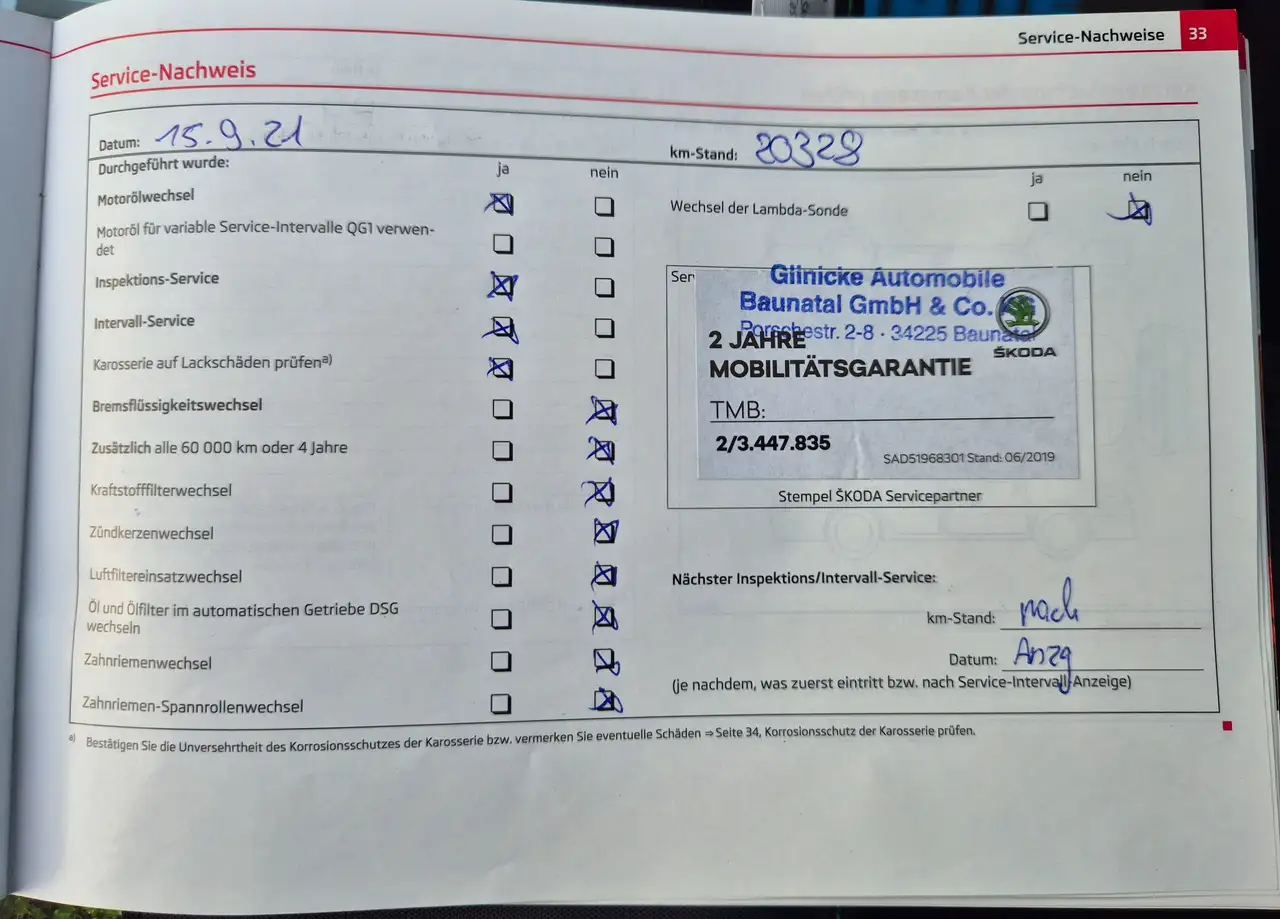 Service-Nachweise 33
Service-Nachweis
Datum: 15.9.21
km-Stand: 20328
Durchgeführt wurde:
ja nein
Motorölwechsel
Motoröl für variable Service-Intervalle QG1 verwen-
det
Inspektions-Service
Intervall-Service
Karosserie auf Lackschäden prüfena)
Bremsflüssigkeitswechsel
Zusätzlich alle 60 000 km oder 4 Jahre
Kraftstofffilterwechsel
Zündkerzenwechsel
Luftfiltereinsatzwechsel
Öl und Ölfilter im automatischen Getriebe DSG
wechseln
Zahnriemenwechsel
Zahnriemen-Spannrollenwechsel
ja nein
Wechsel der Lambda-Sonde
Ser
Glinicke Automobile
Baunatal GmbH & Co.
Porschestr. 2-8 · 34225 Baunatal
ŠKODA
2 JAHRE
MOBILITÄTSGARANTIE
TMB:
2/3.447.835
SAD51968301 Stand: 06/2019
Stempel ŠKODA Servicepartner
Nächster Inspektions/Intervall-Service:
km-Stand: nach
Datum: Anzg
(je nachdem, was zuerst eintritt bzw. nach Service-Intervall-Anzeige)
a) Bestätigen Sie die Unversehrtheit des Korrosionsschutzes der Karosserie bzw. vermerken Sie eventuelle Schäden ⇒ Seite 34, Korrosionsschutz der Karosserie prüfen.